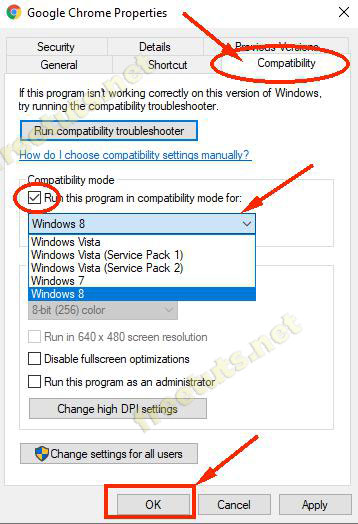 Google Chrome Properties
Security Details Previous Versions
General Shortcut Compatibility
If this program isn't working correctly on this version of Windows,
try running the compatibility troubleshooter.
Run compatibility troubleshooter
How do I choose compatibility settings manually?
Compatibility mode
Run this program in compatibility mode for:
Windows 8
Windows Vista
Windows Vista (Service Pack 1)
Windows Vista (Service Pack 2)
Windows 7
Windows 8
8-bit (256) color
Run in 640 x 480 screen resolution
Disable fullscreen optimizations
Run this program as an administrator
Change high DPI settings
Change settings for all users
OK Cancel Apply
freetuts.net
freetuts.net